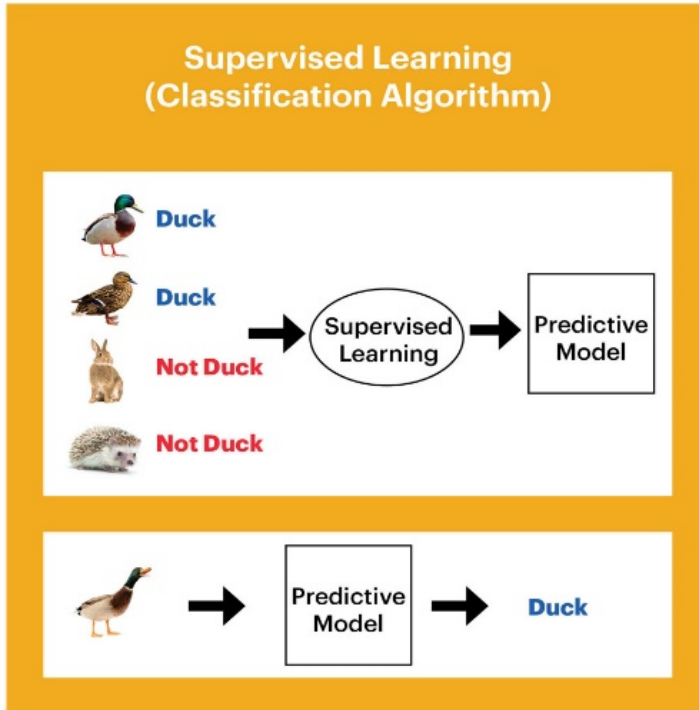 Supervised Learning
(Classification Algorithm)
Duck
Duck
Not Duck
Not Duck
Supervised
Learning
Predictive
Model
Predictive
Model
Duck